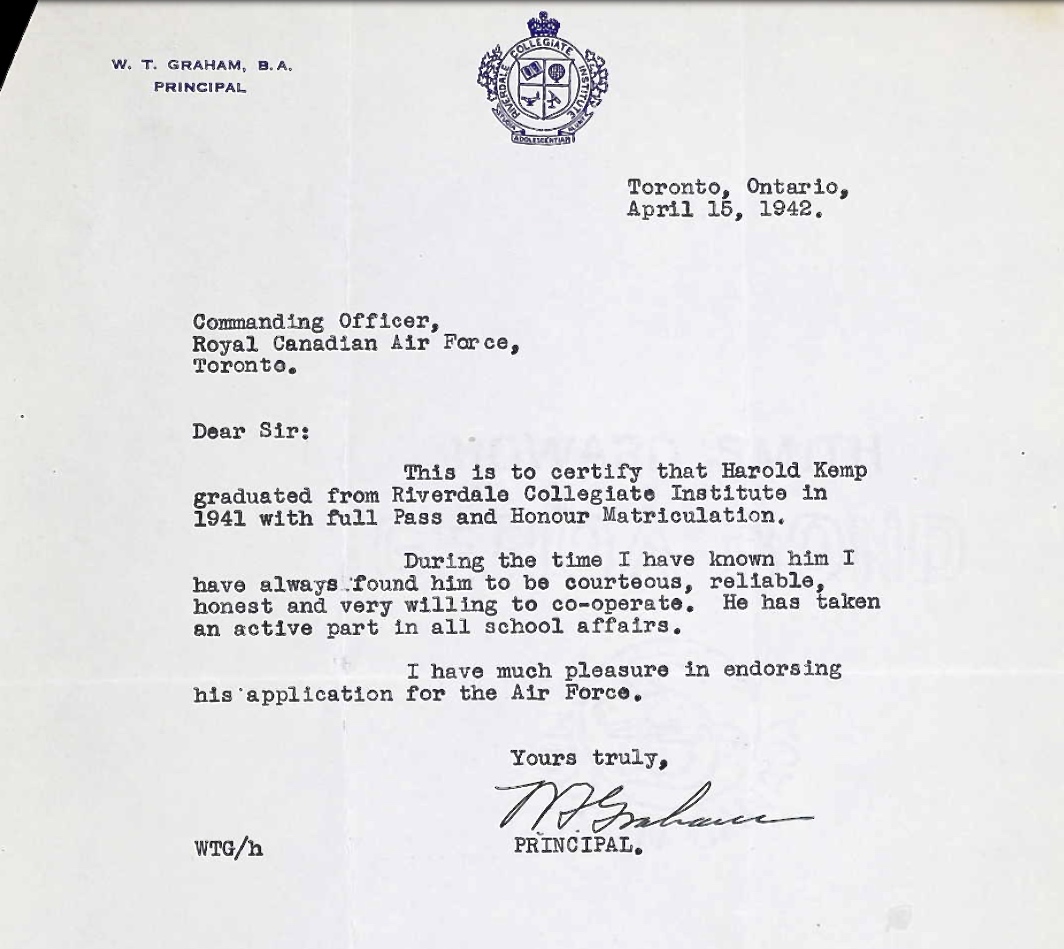 W. T. GRAHAM, B.A.
PRINCIPAL
RIVERDALE COLLEGIATE INSTITUTE
ADOLESCENTIAM
Toronto, Ontario,
April 15, 1942.
Commanding Officer,
Royal Canadian Air Force,
Toronto.
Dear Sir:
This is to certify that Harold Kemp
graduated from Riverdale Collegiate Institute in
1941 with full Pass and Honour Matriculation.
During the time I have known him I
have always found him to be courteous, reliable,
honest and very willing to co-operate. He has taken
an active part in all school affairs.
I have much pleasure in endorsing
his application for the Air Force.
Yours truly,
W.T. Graham
PRINCIPAL.
WTG/h